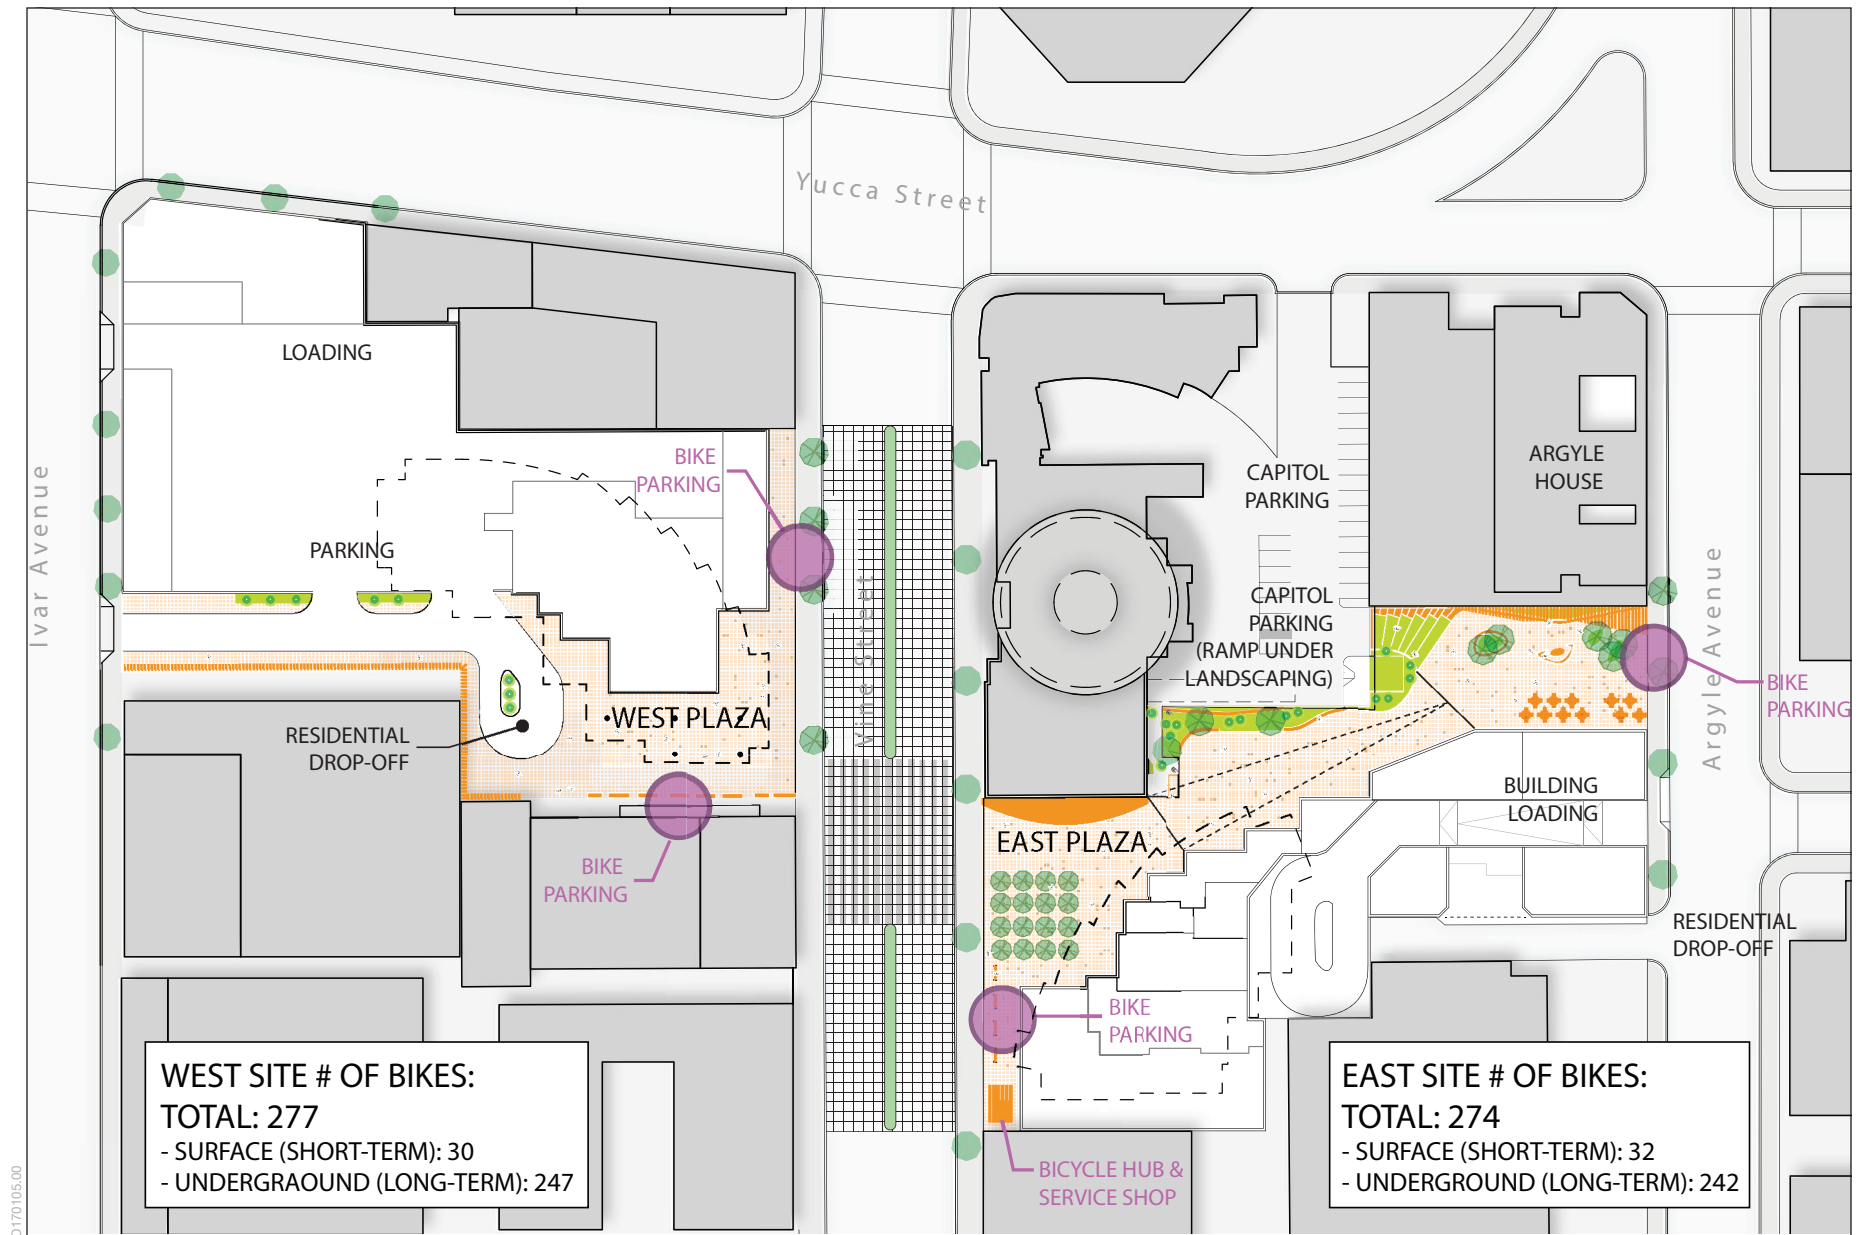 Yucca Street
Ivar Avenue
LOADING
BIKE
PARKING
PARKING
Vine Street
WEST PLAZA
RESIDENTIAL
DROP-OFF
BIKE
PARKING
CAPITOL
PARKING
ARGYLE
HOUSE
CAPITOL
PARKING
(RAMP UNDER
LANDSCAPING)
Argyle Avenue
BIKE
PARKING
BUILDING
LOADING
EAST PLAZA
RESIDENTIAL
DROP-OFF
BIKE
PARKING
BICYCLE HUB &
SERVICE SHOP
WEST SITE # OF BIKES:
TOTAL: 277
- SURFACE (SHORT-TERM): 30
- UNDERGRAOUND (LONG-TERM): 247
EAST SITE # OF BIKES:
TOTAL: 274
- SURFACE (SHORT-TERM): 32
- UNDERGROUND (LONG-TERM): 242
D170105.00